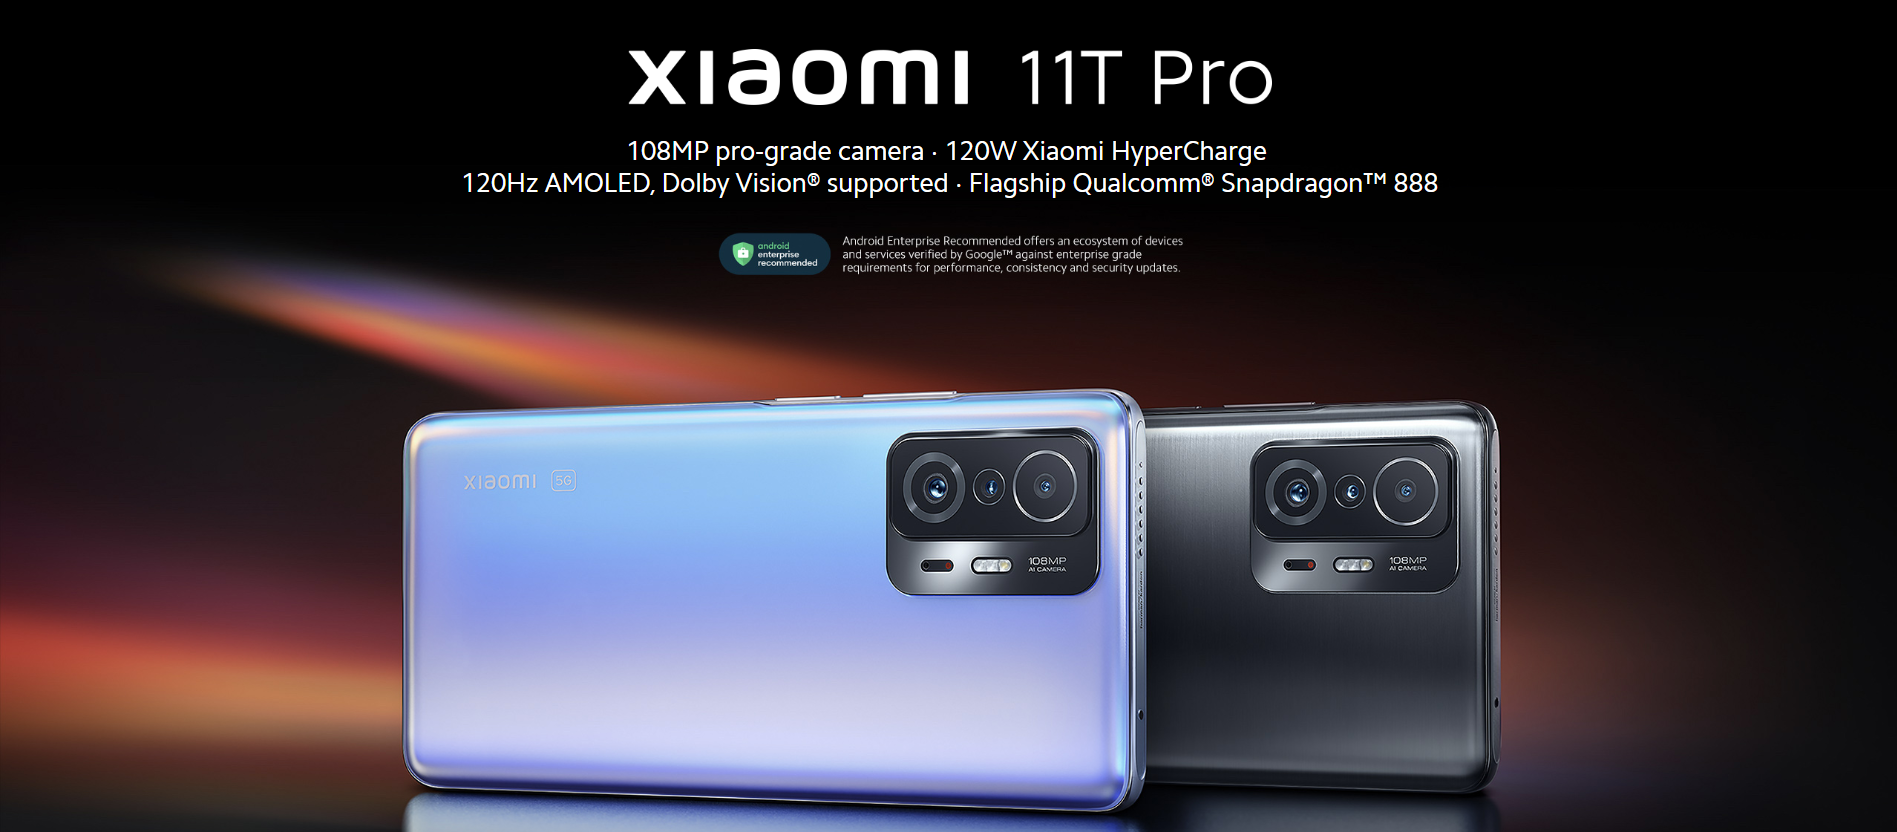 xiaomi 11T Pro
108MP pro-grade camera · 120W Xiaomi HyperCharge
120Hz AMOLED, Dolby Vision® supported · Flagship Qualcomm® Snapdragon™ 888
android
enterprise
recommended
Android Enterprise Recommended offers an ecosystem of devices
and services verified by Google™ against enterprise grade
requirements for performance, consistency and security updates.
xiaomi 5G
108MP
AI CAMERA
108MP
AI CAMERA